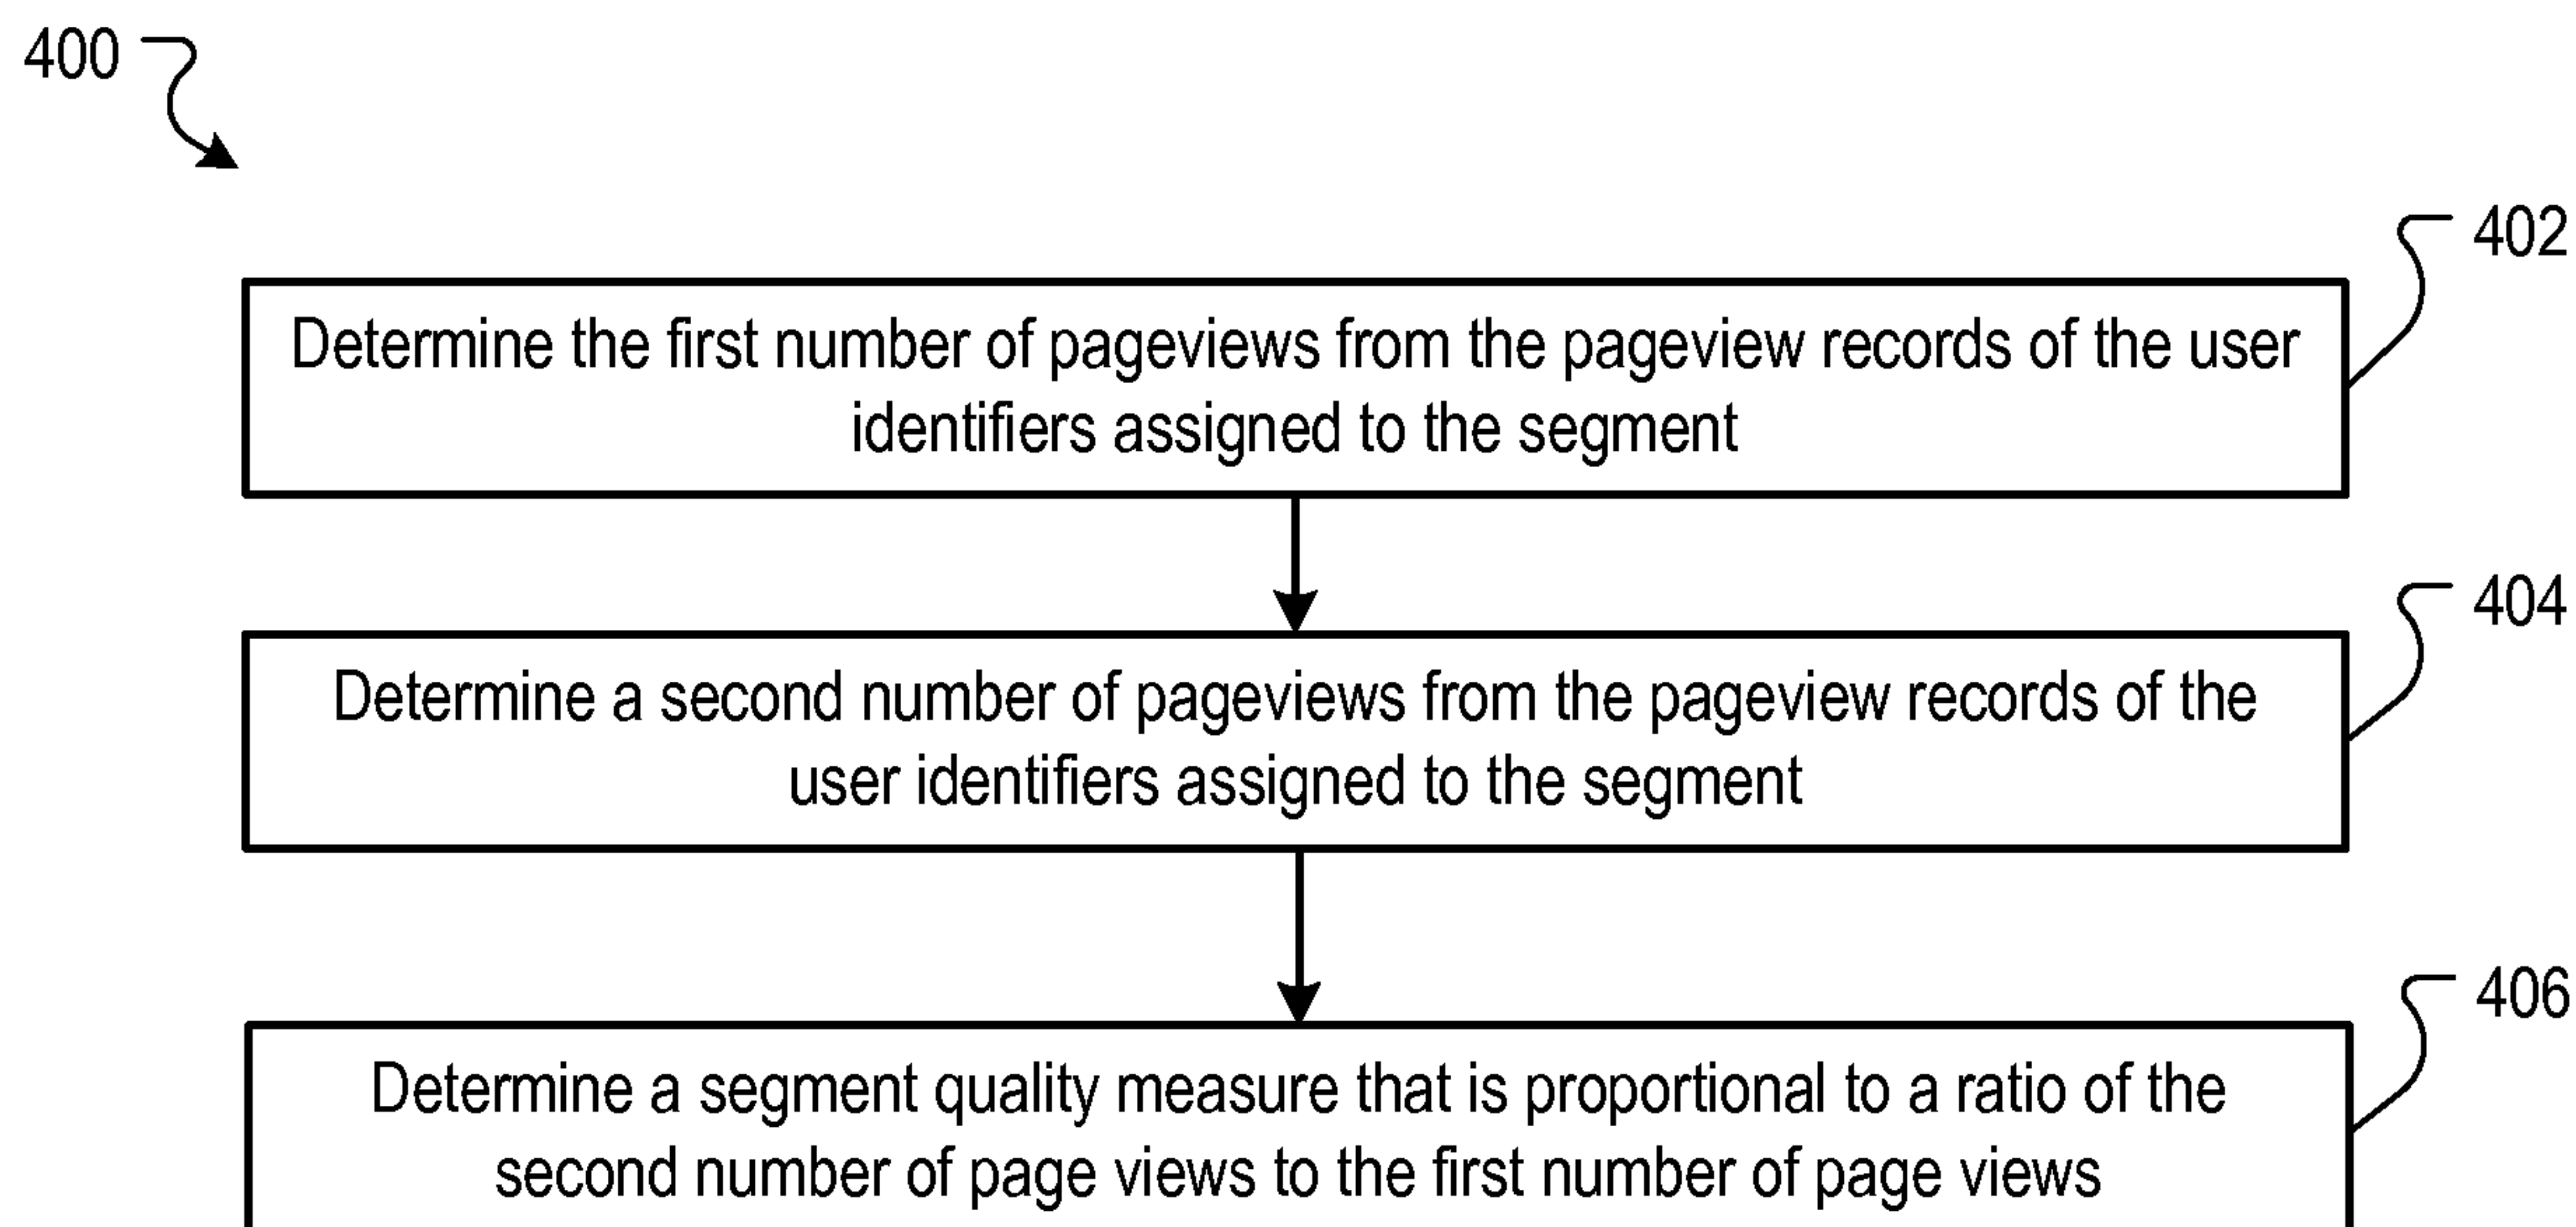 400
402
Determine the first number of pageviews from the pageview records of the user
identifiers assigned to the segment
404
Determine a second number of pageviews from the pageview records of the
user identifiers assigned to the segment
406
Determine a segment quality measure that is proportional to a ratio of the
second number of page views to the first number of page views